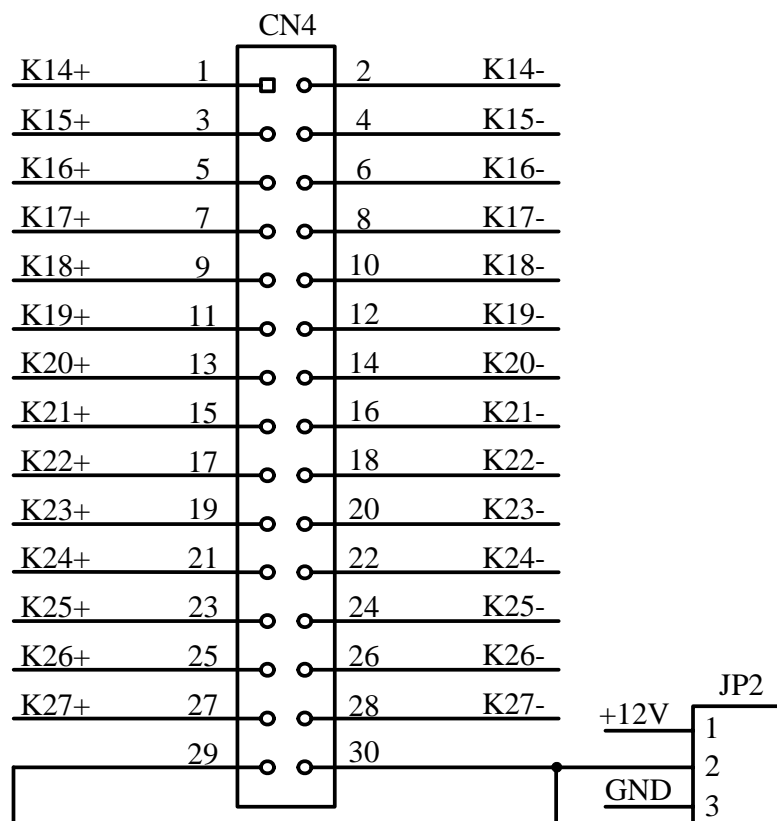 CN4
K14+ 1 2 K14-
K15+ 3 4 K15-
K16+ 5 6 K16-
K17+ 7 8 K17-
K18+ 9 10 K18-
K19+ 11 12 K19-
K20+ 13 14 K20-
K21+ 15 16 K21-
K22+ 17 18 K22-
K23+ 19 20 K23-
K24+ 21 22 K24-
K25+ 23 24 K25-
K26+ 25 26 K26-
K27+ 27 28 K27-
29 30
JP2
+12V 1
2
GND 3